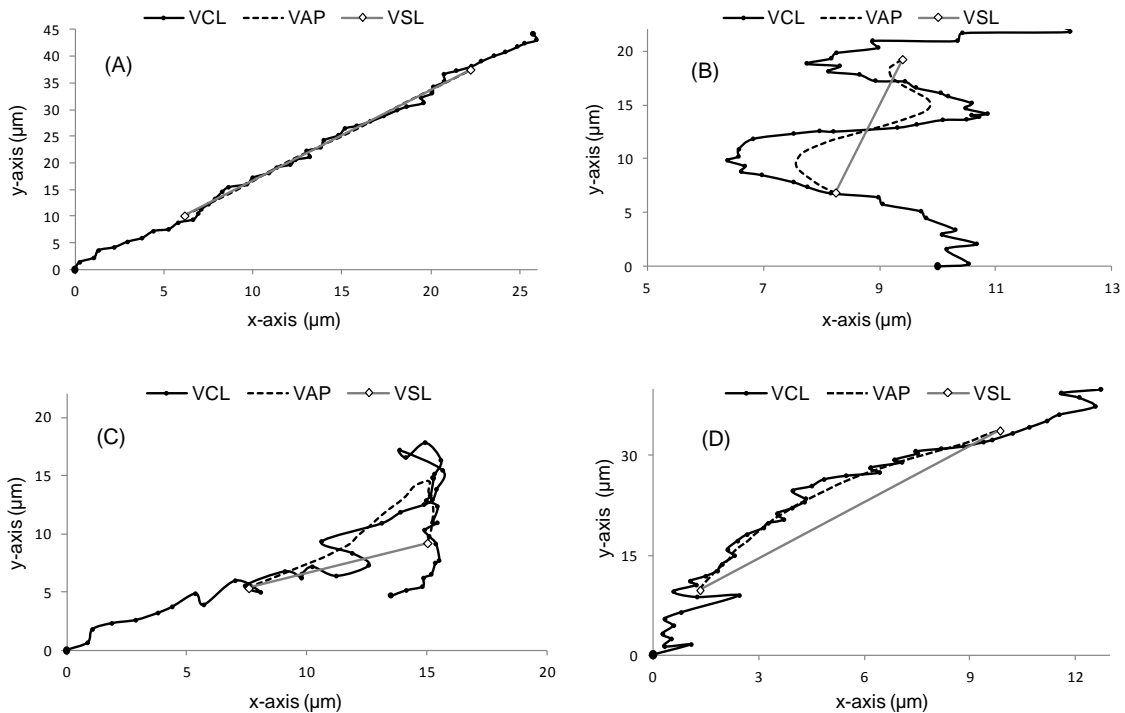 VCL VAP VSL
(A)
45
40
35
30
25
20
15
10
5
0
y-axis (µm)
0 5 10 15 20 25
x-axis (µm)
VCL VAP VSL
(B)
20
15
10
5
0
y-axis (µm)
5 7 9 11 13
x-axis (µm)
VCL VAP VSL
(C)
20
15
10
5
0
y-axis (µm)
0 5 10 15 20
x-axis (µm)
VCL VAP VSL
(D)
30
15
0
y-axis (µm)
0 3 6 9 12
x-axis (µm)